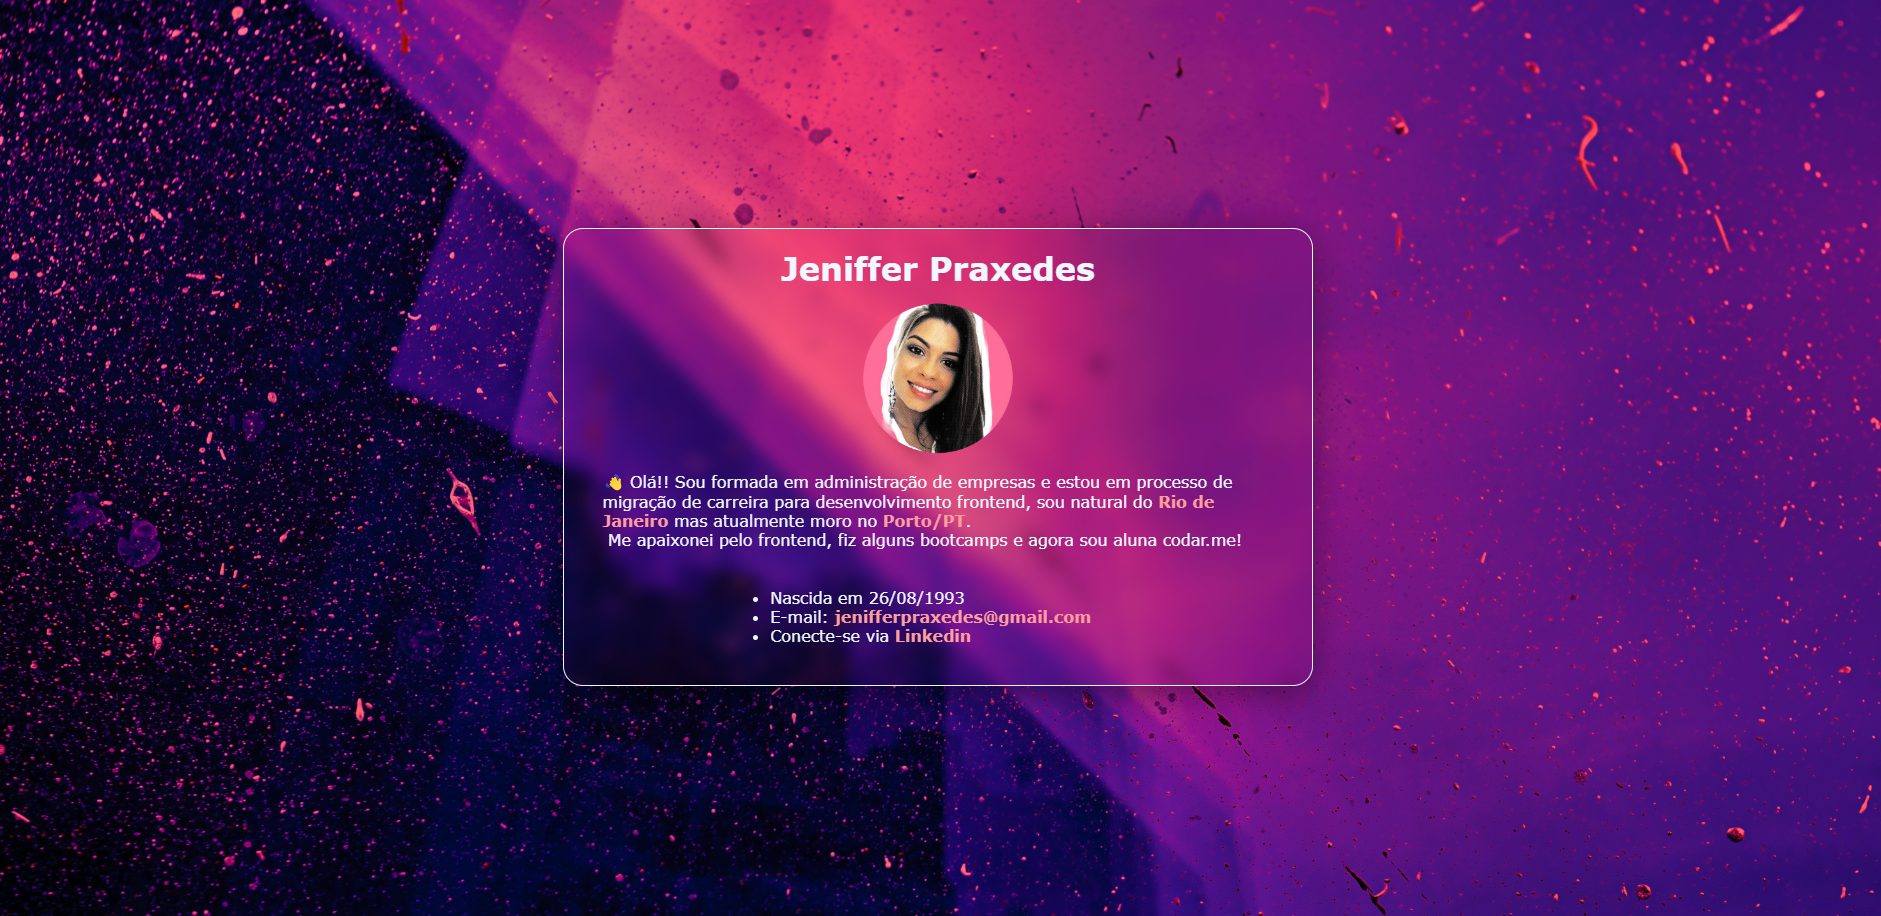 Jeniffer Praxedes
👋 Olá!! Sou formada em administração de empresas e estou em processo de
migração de carreira para desenvolvimento frontend, sou natural do Rio de
Janeiro mas atualmente moro no Porto/PT.
Me apaixonei pelo frontend, fiz alguns bootcamps e agora sou aluna codar.me!
• Nascida em 26/08/1993
• E-mail: jenifferpraxedes@gmail.com
• Conecte-se via Linkedin